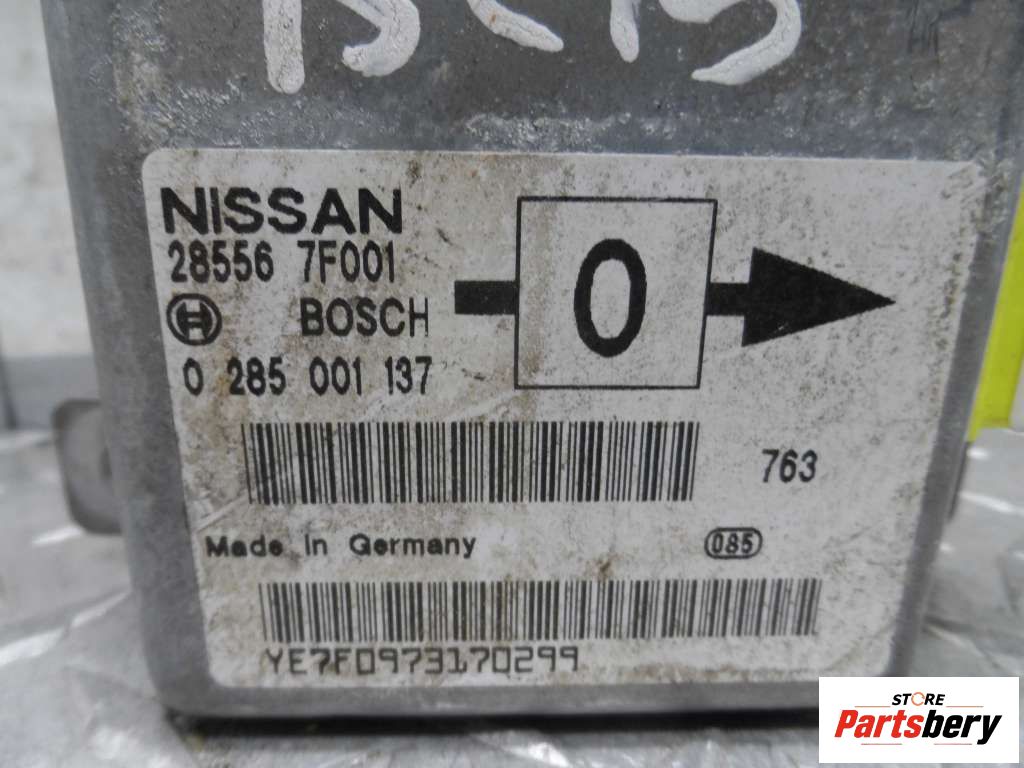 NISSAN
28556 7F001
BOSCH
0 285 001 137
0
763
Made in Germany
085
YE7F0973170299
STORE
Partsbery